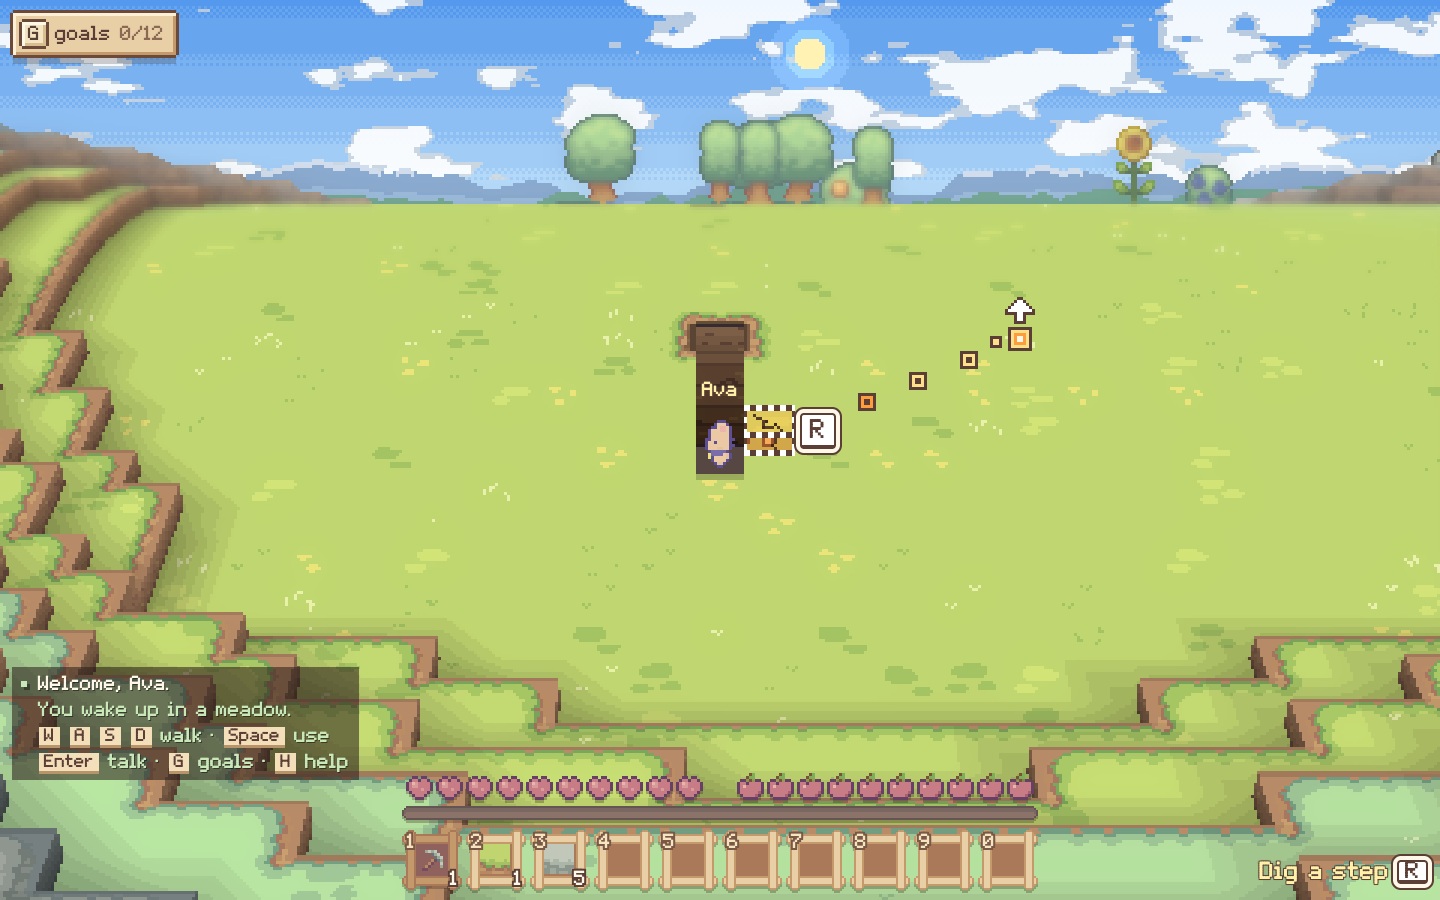 G goals 0/12
Ava
R
Welcome, Ava.
You wake up in a meadow.
W A S D walk · Space use
Enter talk · G goals · H help
1 2 3 4 5 6 7 8 9 0
1 1 5
Dig a step R